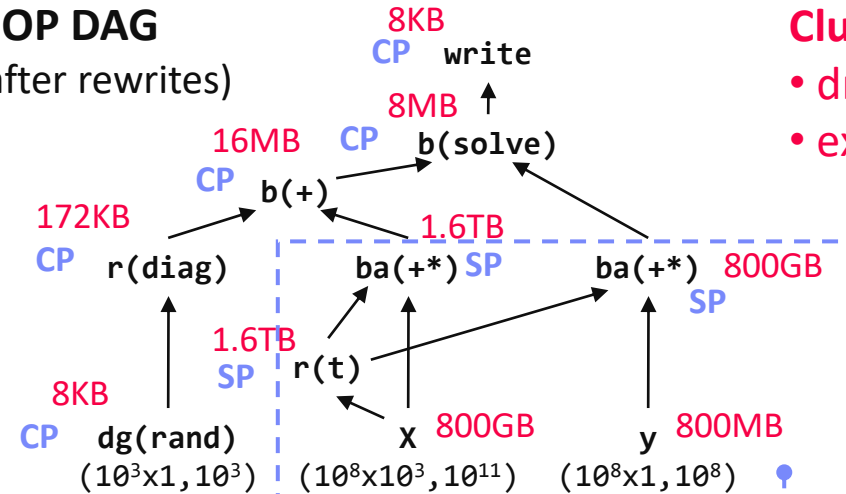 OP DAG
8KB
CP write
after rewrites)
8MB
16MB CP b(solve)
CP b(+)
172KB
1.6TB
CP r(diag) ba(+*) SP ba(+*) 800GB
SP
1.6TB
SP r(t)
8KB
CP dg(rand) X 800GB y 800MB
(10³x1,10³) (10⁸x10³,10¹¹) (10⁸x1,10⁸)
Clu
• dr
• ex